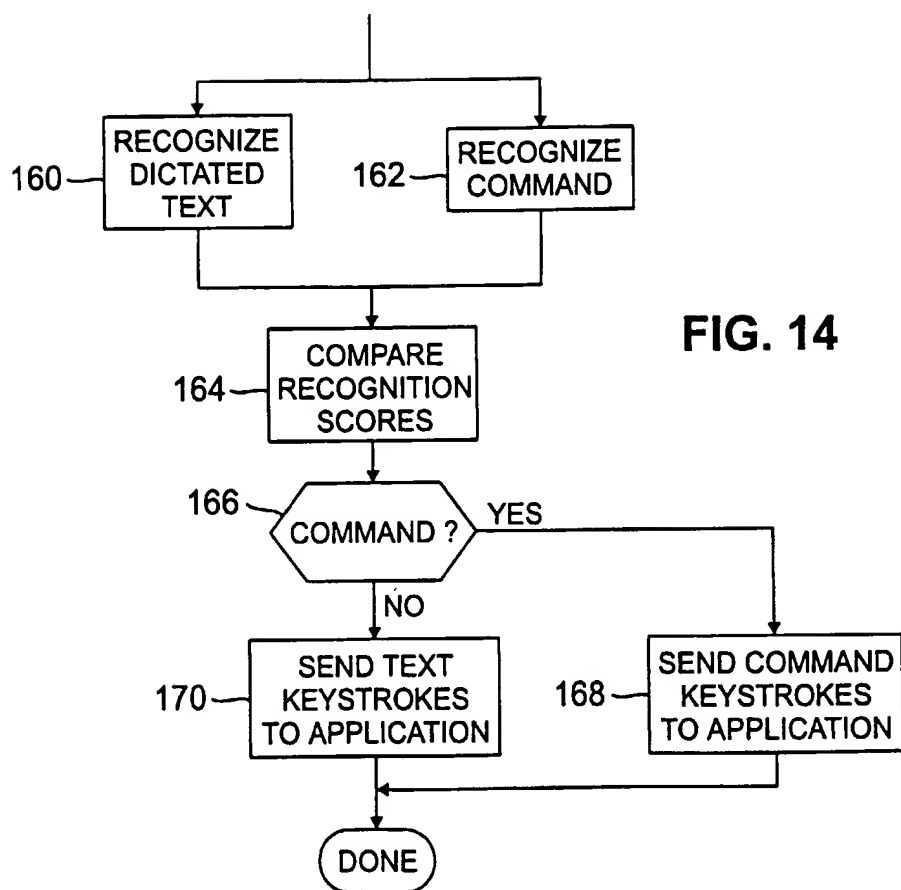 160
RECOGNIZE
DICTATED
TEXT
162
RECOGNIZE
COMMAND
FIG. 14
164
COMPARE
RECOGNITION
SCORES
166
COMMAND ?
YES
NO
170
SEND TEXT
KEYSTROKES
TO APPLICATION
168
SEND COMMAND
KEYSTROKES
TO APPLICATION
DONE